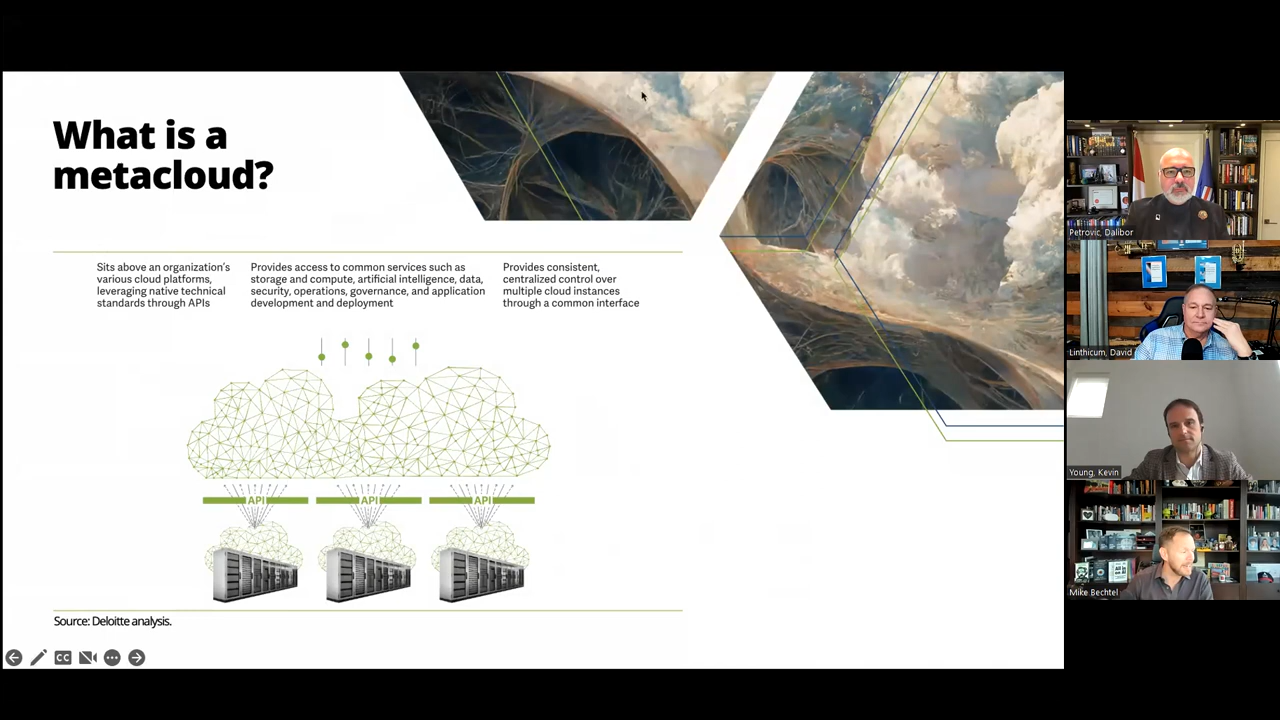 What is a
metacloud?
Sits above an organization's
various cloud platforms,
leveraging native technical
standards through APIs
Provides access to common services such as
storage and compute, artificial intelligence, data,
security, operations, governance, and application
development and deployment
Provides consistent,
centralized control over
multiple cloud instances
through a common interface
API
API
API
Source: Deloitte analysis.
CC
Petrovic, Dalibor
Linthicum, David
Young, Kevin
Mike Bechtel